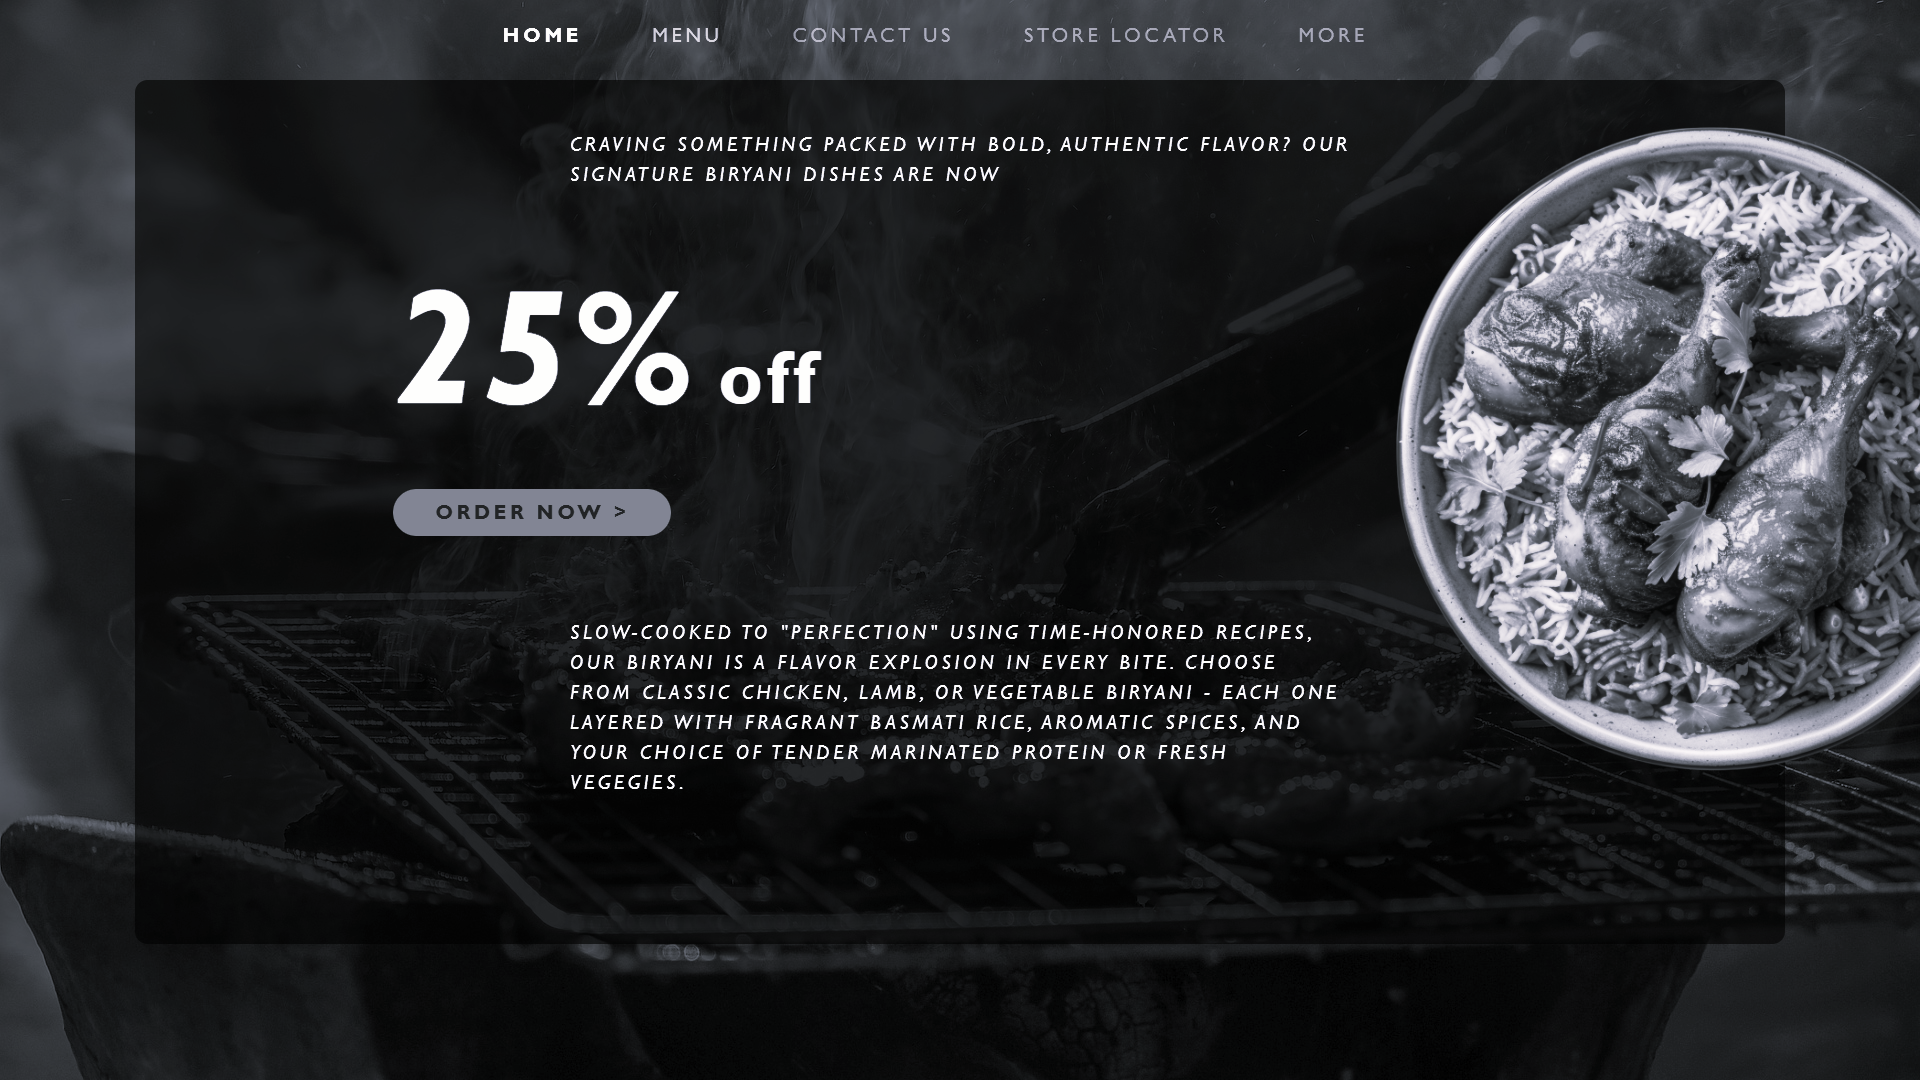 HOME MENU CONTACT US STORE LOCATOR MORE
CRAVING SOMETHING PACKED WITH BOLD, AUTHENTIC FLAVOR? OUR
SIGNATURE BIRYANI DISHES ARE NOW
25% off
ORDER NOW >
SLOW-COOKED TO "PERFECTION" USING TIME-HONORED RECIPES,
OUR BIRYANI IS A FLAVOR EXPLOSION IN EVERY BITE. CHOOSE
FROM CLASSIC CHICKEN, LAMB, OR VEGETABLE BIRYANI - EACH ONE
LAYERED WITH FRAGRANT BASMATI RICE, AROMATIC SPICES, AND
YOUR CHOICE OF TENDER MARINATED PROTEIN OR FRESH
VEGEGIES.